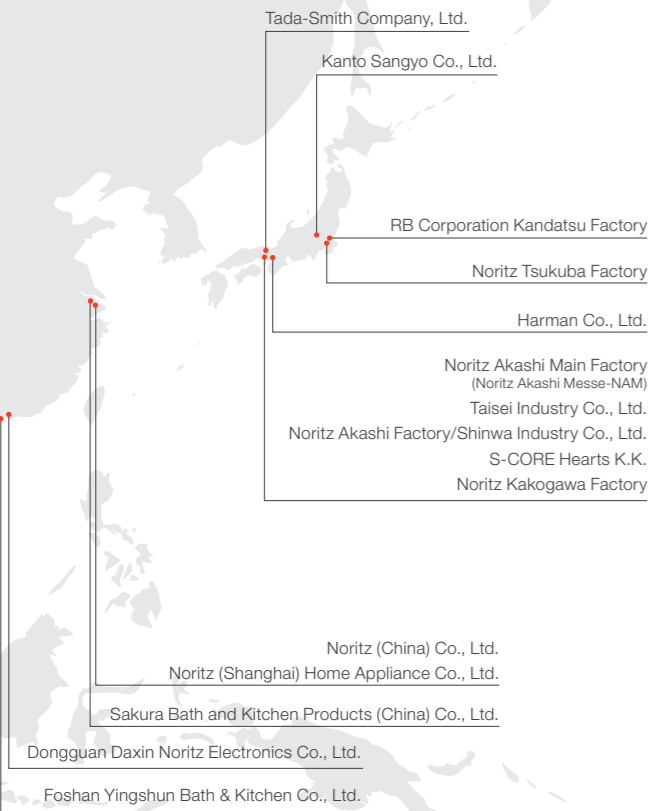 Tada-Smith Company, Ltd.
Kanto Sangyo Co., Ltd.
RB Corporation Kandatsu Factory
Noritz Tsukuba Factory
Harman Co., Ltd.
Noritz Akashi Main Factory
(Noritz Akashi Messe-NAM)
Taisei Industry Co., Ltd.
Noritz Akashi Factory/Shinwa Industry Co., Ltd.
S-CORE Hearts K.K.
Noritz Kakogawa Factory
Noritz (China) Co., Ltd.
Noritz (Shanghai) Home Appliance Co., Ltd.
Sakura Bath and Kitchen Products (China) Co., Ltd.
Dongguan Daxin Noritz Electronics Co., Ltd.
Foshan Yingshun Bath & Kitchen Co., Ltd.